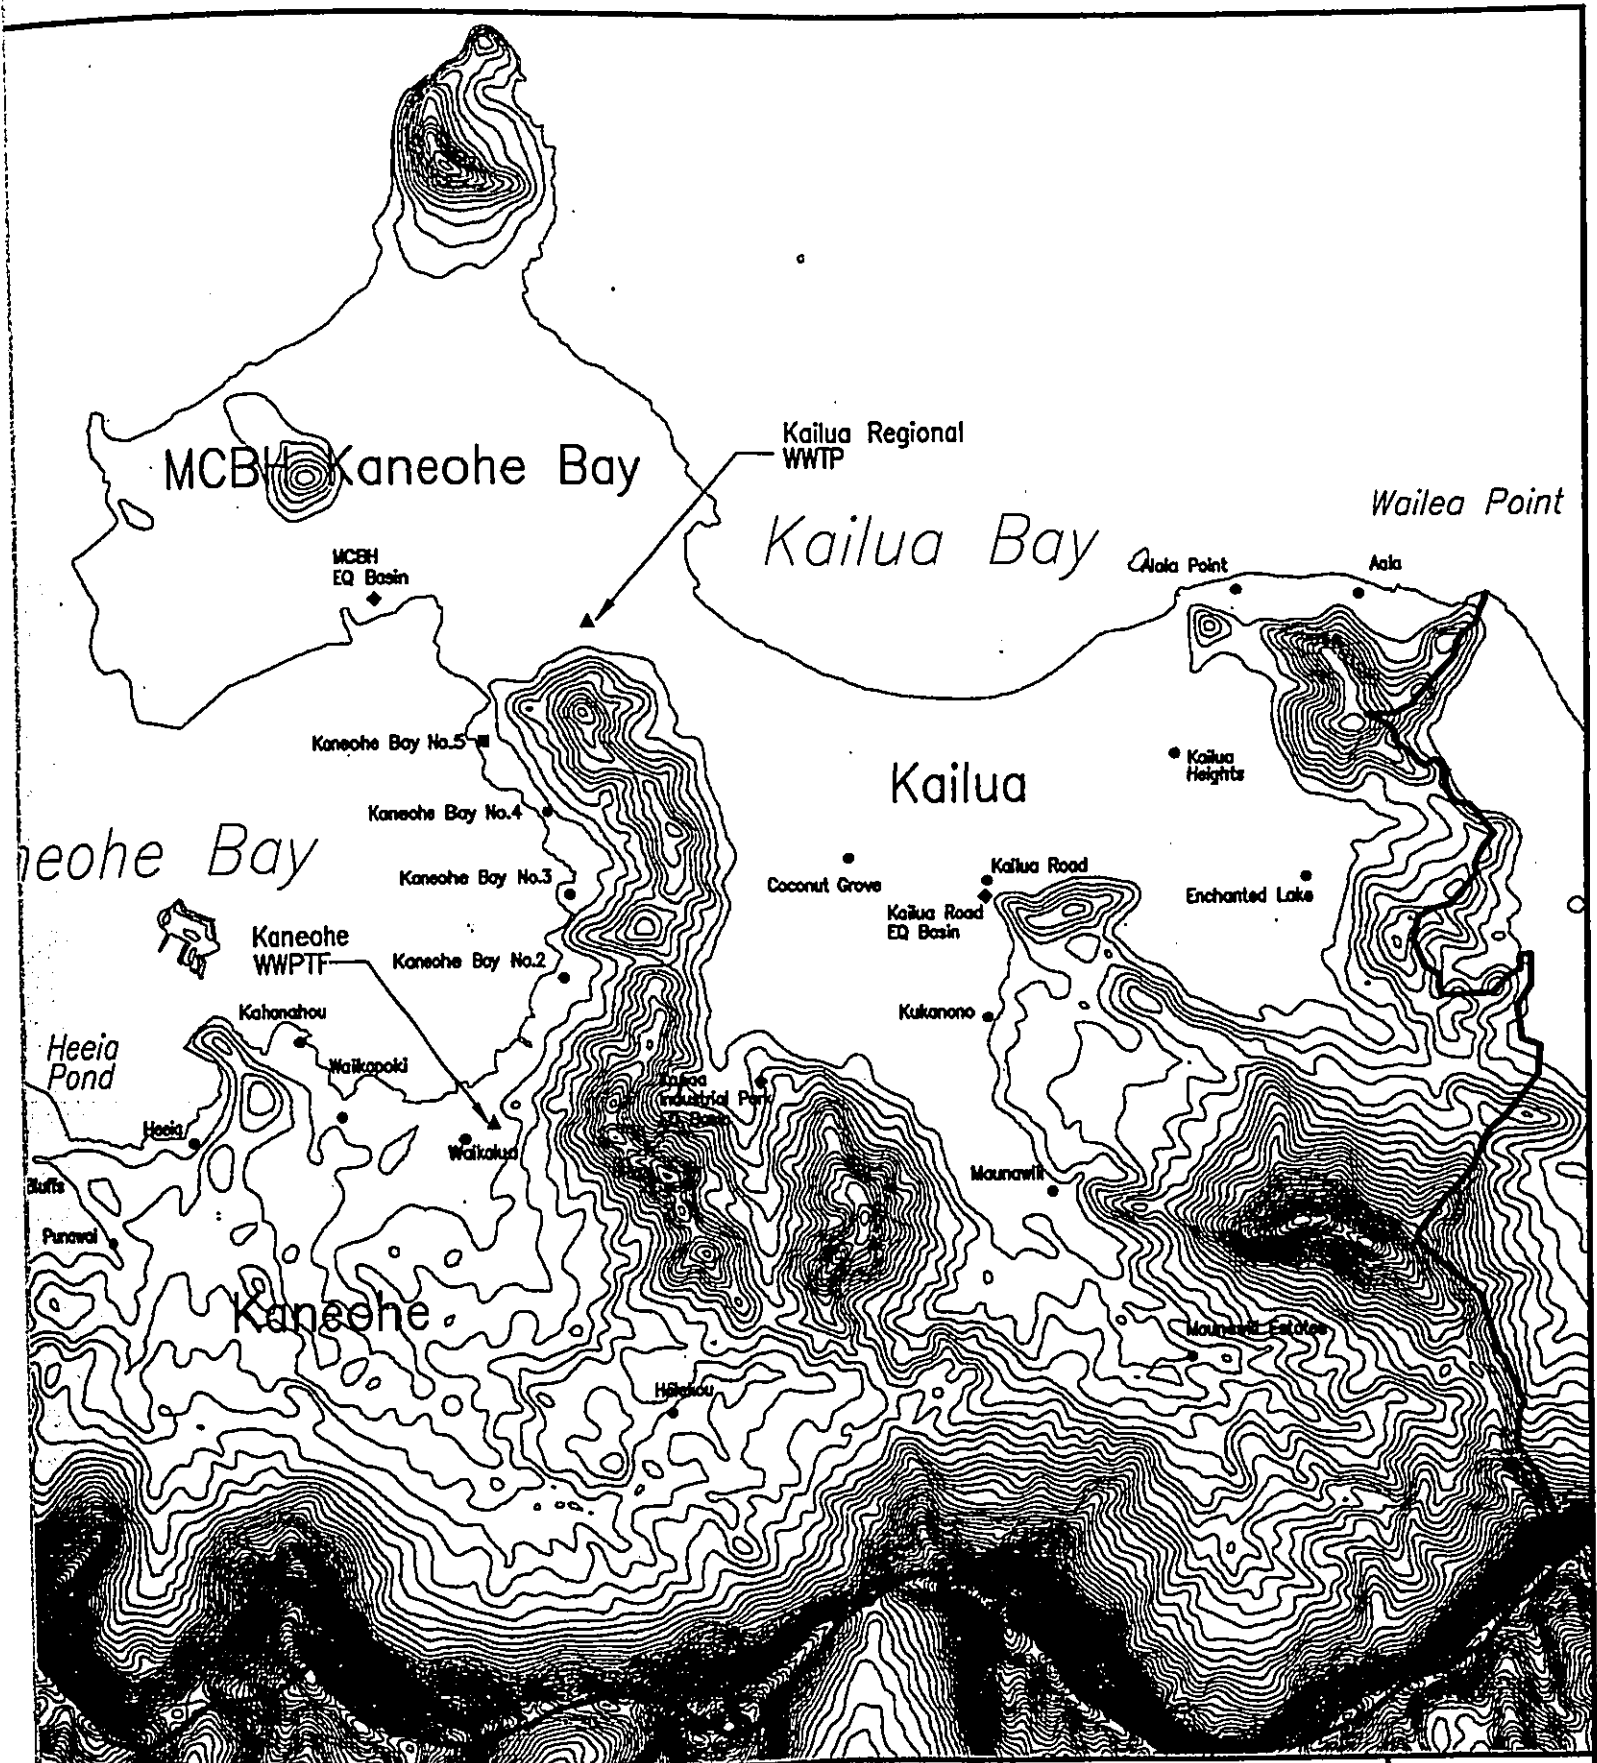 Kailua Regional
WWTP
MCBH Kaneohe Bay
Wailea Point
Kailua Bay
MCBH
EQ Basin
Alala Point
Aala
Kaneohe Bay No.5
Kailua
Heights
Kailua
Kaneohe Bay No.4
neohe Bay
Kailua Road
Kaneohe Bay No.3
Coconut Grove
Enchanted Lake
Kailua Road
EQ Basin
Kaneohe
WWPTF
Kaneohe Bay No.2
Kahanahou
Kukanono
Heeia
Pond
Waikapoki
Industrial Park
EQ Basin
Heeia
Waikalua
Maunawili
Bluffs
Punawai
Kaneohe
Maunawili Estates
Halekou